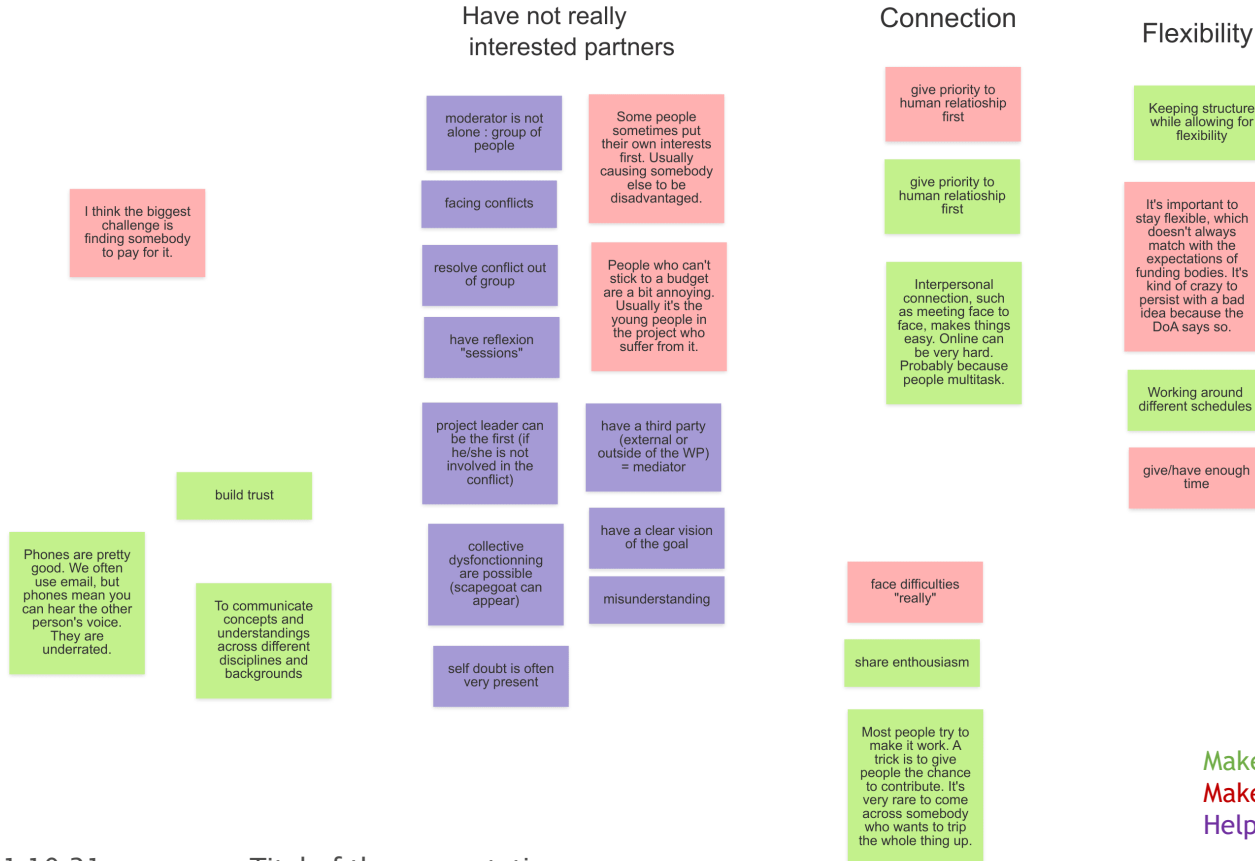 Have not really
interested partners
Connection
Flexibility
I think the biggest
challenge is
finding somebody
to pay for it.
build trust
Phones are pretty
good. We often
use email, but
phones mean you
can hear the other
person's voice.
They are
underrated.
To communicate
concepts and
understandings
across different
disciplines and
backgrounds
moderator is not
alone : group of
people
facing conflicts
resolve conflict out
of group
have reflexion
"sessions"
project leader can
be the first (if
he/she is not
involved in the
conflict)
collective
dysfonctionning
are possible
(scapegoat can
appear)
self doubt is often
very present
Some people
sometimes put
their own interests
first. Usually
causing somebody
else to be
disadvantaged.
People who can't
stick to a budget
are a bit annoying.
Usually it's the
young people in
the project who
suffer from it.
have a third party
(external or
outside of the WP)
= mediator
have a clear vision
of the goal
misunderstanding
give priority to
human relatioship
first
give priority to
human relatioship
first
Interpersonal
connection, such
as meeting face to
face, makes things
easy. Online can
be very hard.
Probably because
people multitask.
face difficulties
"really"
share enthousiasm
Most people try to
make it work. A
trick is to give
people the chance
to contribute. It's
very rare to come
across somebody
who wants to trip
the whole thing up.
Keeping structure
while allowing for
flexibility
It's important to
stay flexible, which
doesn't always
match with the
expectations of
funding bodies. It's
kind of crazy to
persist with a bad
idea because the
DoA says so.
Working around
different schedules
give/have enough
time
Make
Make
Help